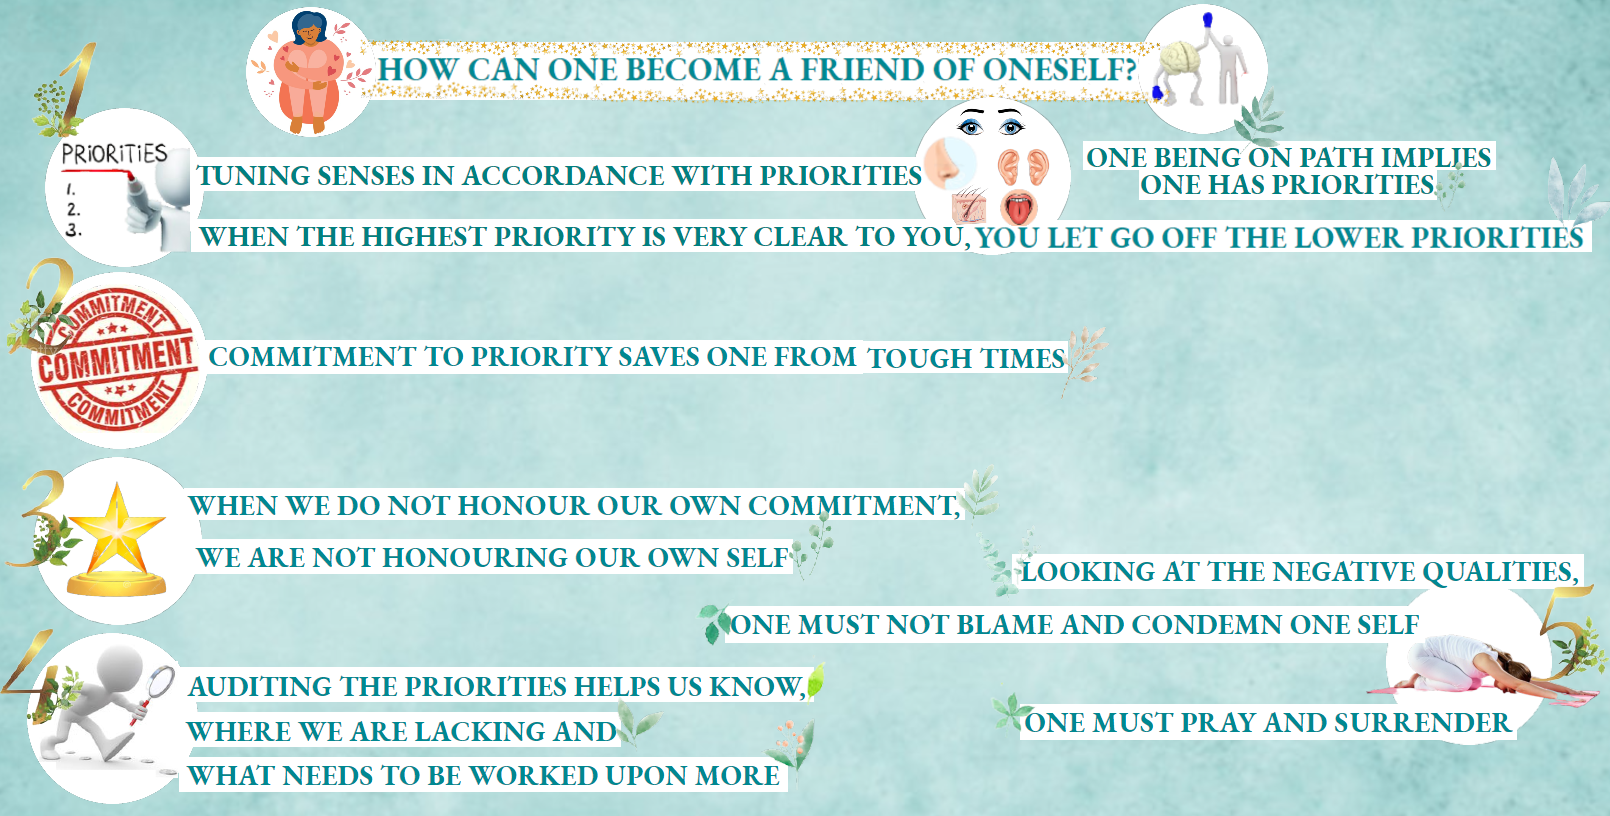 HOW CAN ONE BECOME A FRIEND OF ONESELF?
1
PRIORITIES
1.
2.
3.
TUNING SENSES IN ACCORDANCE WITH PRIORITIES
ONE BEING ON PATH IMPLIES
ONE HAS PRIORITIES
WHEN THE HIGHEST PRIORITY IS VERY CLEAR TO YOU, YOU LET GO OFF THE LOWER PRIORITIES
2
COMMITMENT
COMMITMENT
COMMITMENT
COMMITMENT TO PRIORITY SAVES ONE FROM TOUGH TIMES
3
WHEN WE DO NOT HONOUR OUR OWN COMMITMENT,
WE ARE NOT HONOURING OUR OWN SELF
4
AUDITING THE PRIORITIES HELPS US KNOW,
WHERE WE ARE LACKING AND
WHAT NEEDS TO BE WORKED UPON MORE
5
LOOKING AT THE NEGATIVE QUALITIES,
ONE MUST NOT BLAME AND CONDEMN ONE SELF
ONE MUST PRAY AND SURRENDER